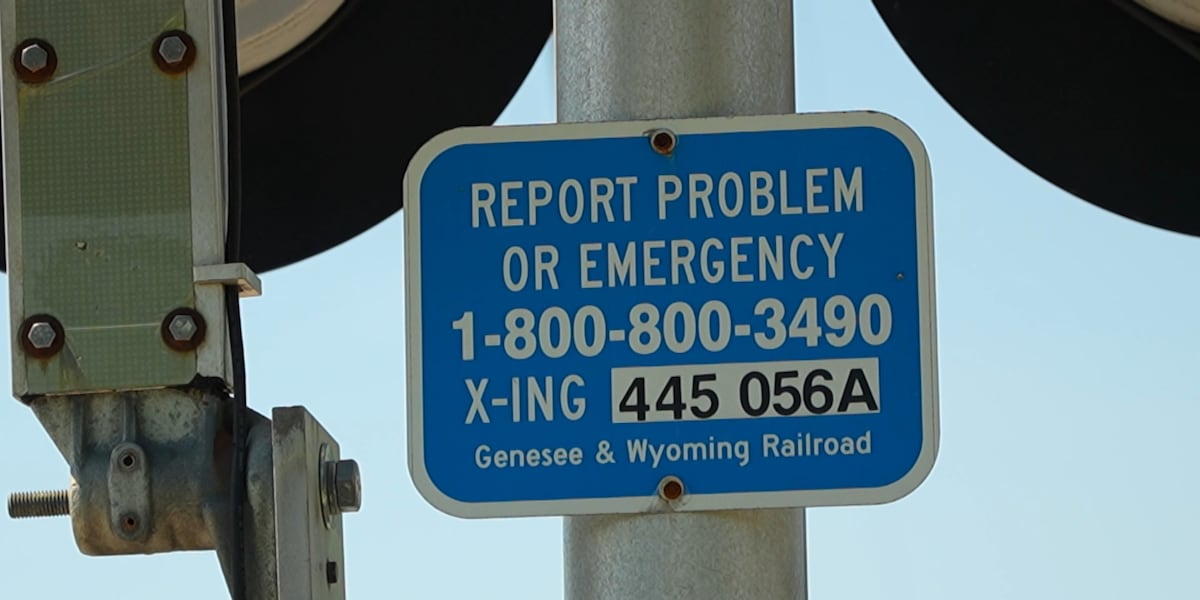 REPORT PROBLEM
OR EMERGENCY
1-800-800-3490
X-ING 445 056A
Genesee & Wyoming Railroad